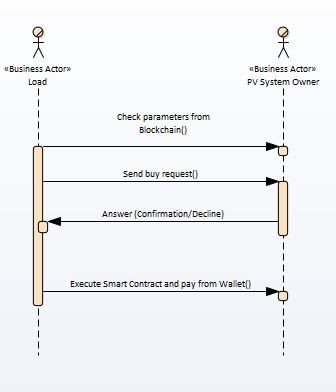 «Business Actor»
Load
«Business Actor»
PV System Owner
Check parameters from
Blockchain()
Send buy request()
Answer (Confirmation/Decline)
Execute Smart Contract and pay from Wallet()